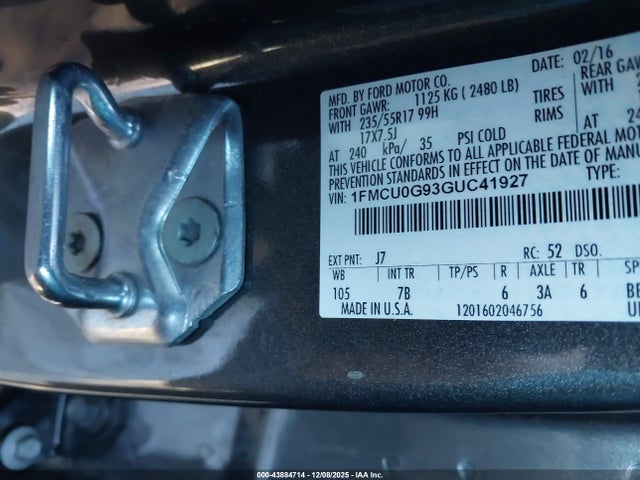 MFD. BY FORD MOTOR CO. DATE: 02/16
FRONT GAWR: 1125 KG ( 2480 LB) REAR GAWR
WITH 235/55R17 99H TIRES WITH
17X7.5J RIMS
AT 240 kPa/ 35 PSI COLD AT 24
THIS VEHICLE CONFORMS TO ALL APPLICABLE FEDERAL MO
PREVENTION STANDARDS IN EFFECT ON THE DATE OF MANU
VIN: 1FMCU0G93GUC41927 TYPE:
EXT PNT: J7 RC: 52 DSO:
WB INT TR TP/PS R AXLE TR SP
105 7B 6 3A 6
MADE IN U.S.A. 1201602046756
000-43884714 - 12/08/2025 - IAA Inc.